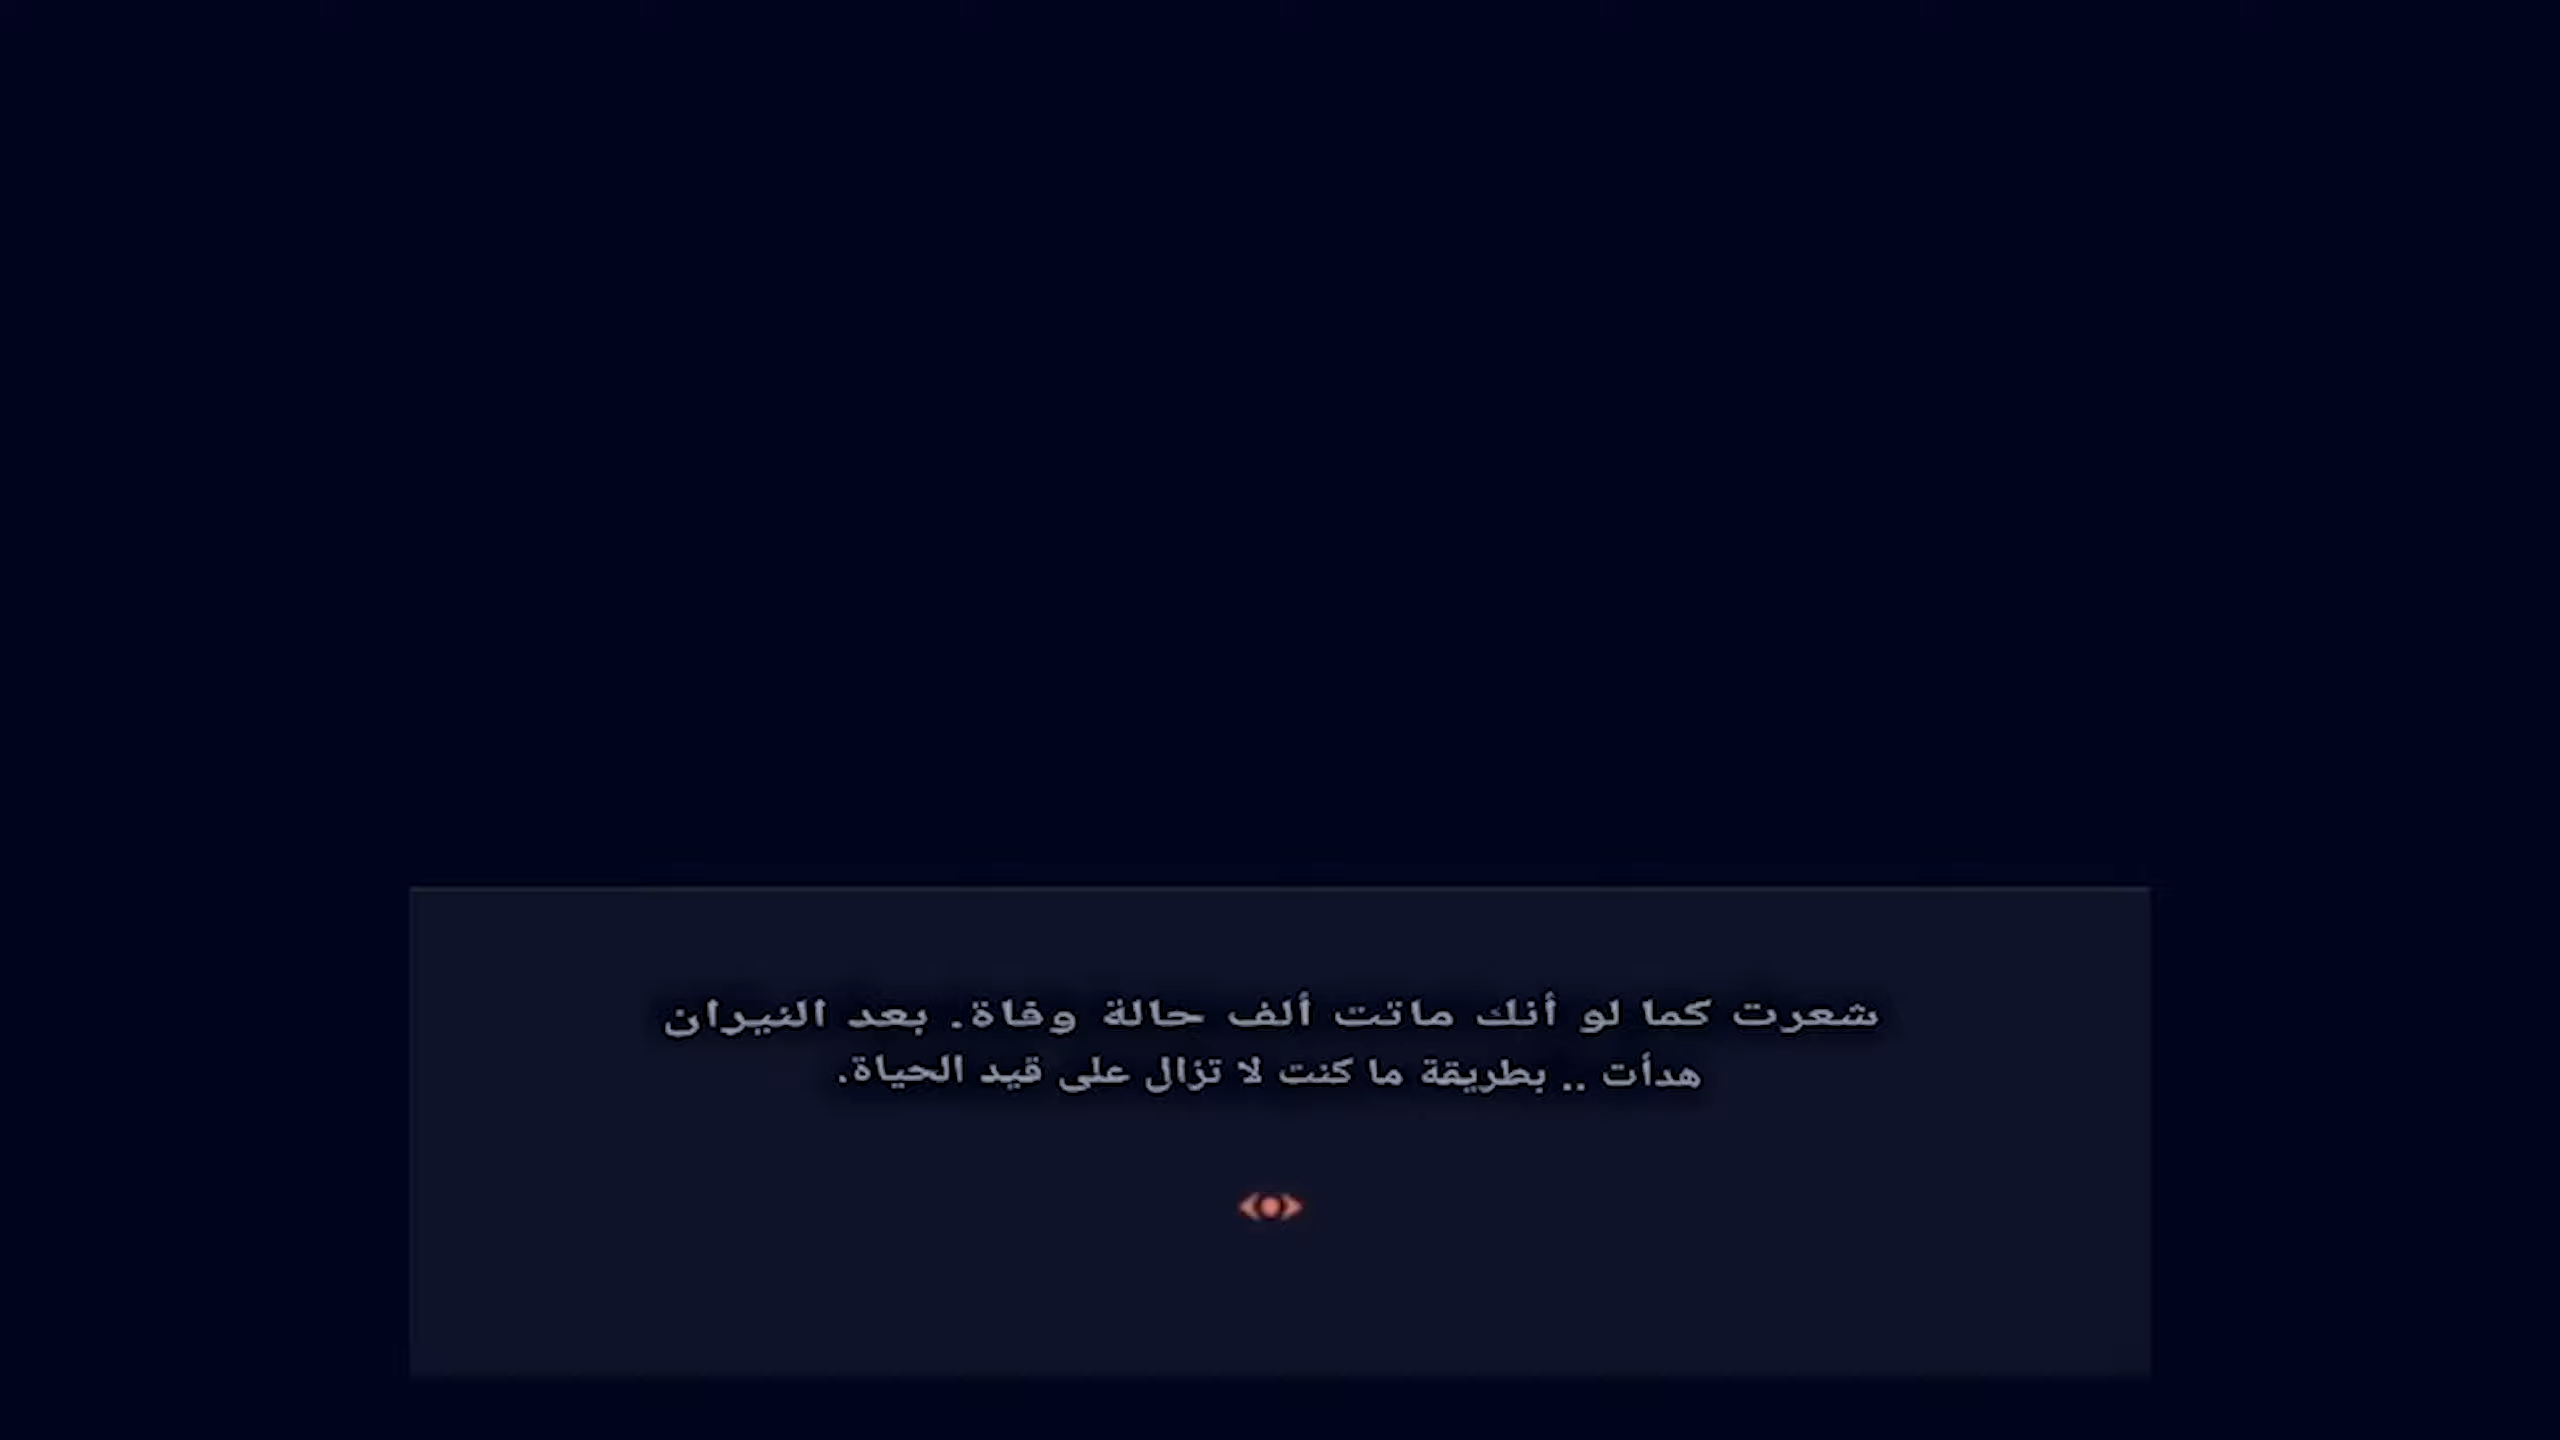 شعرت كما لو أنك ماتت ألف حالة وفاة. بعد النيران
هدأت .. بطريقة ما كنت لا تزال على قيد الحياة.